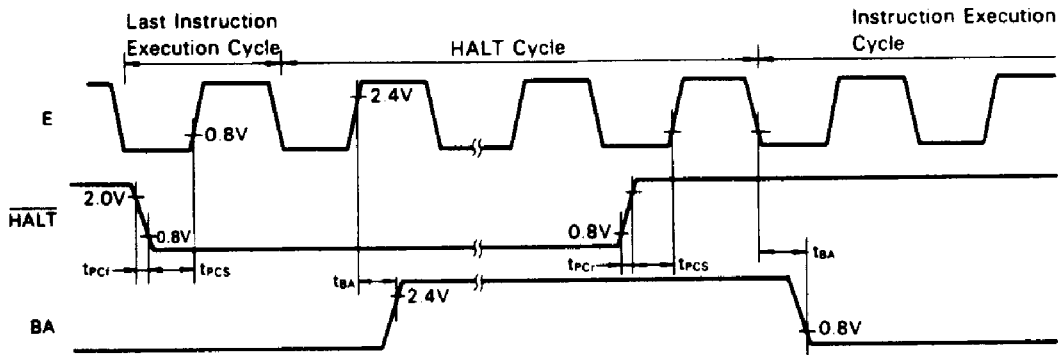 Last Instruction
Execution Cycle
HALT Cycle
Instruction Execution
Cycle
E
0.8V
2.4V
HALT
2.0V
0.8V
0.8V
tPCf
tPCS
tBA
tPCr
tPCS
tBA
BA
2.4V
0.8V